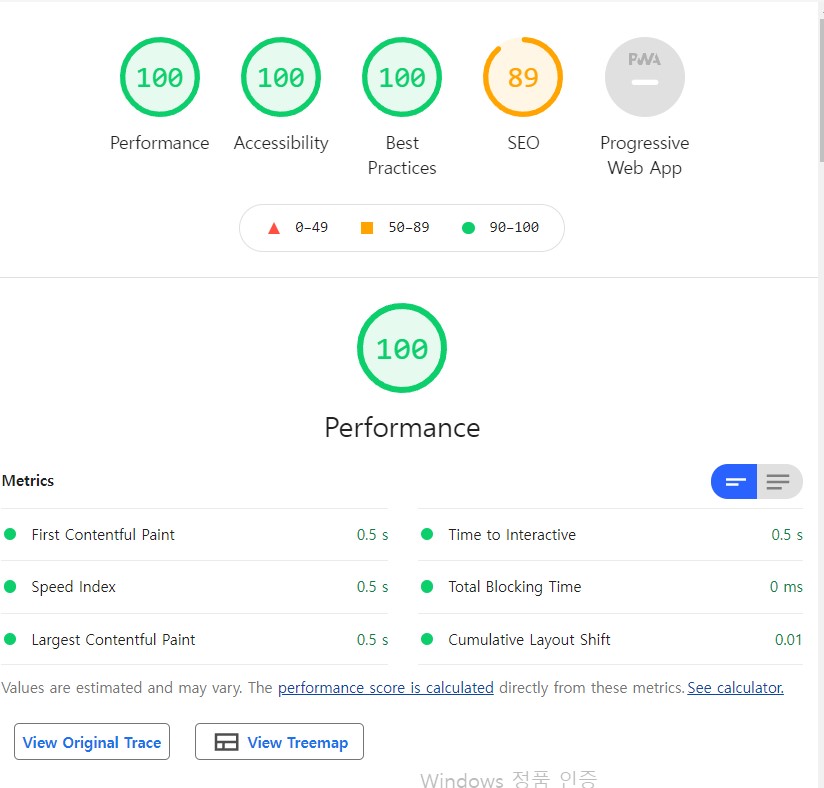 100 100 100 89 PWA
Performance Accessibility Best Practices SEO Progressive Web App
0–49 50–89 90–100
100
Performance
Metrics
First Contentful Paint 0.5 s
Time to Interactive 0.5 s
Speed Index 0.5 s
Total Blocking Time 0 ms
Largest Contentful Paint 0.5 s
Cumulative Layout Shift 0.01
Values are estimated and may vary. The performance score is calculated directly from these metrics. See calculator.
View Original Trace
View Treemap
Windows 정품 인증